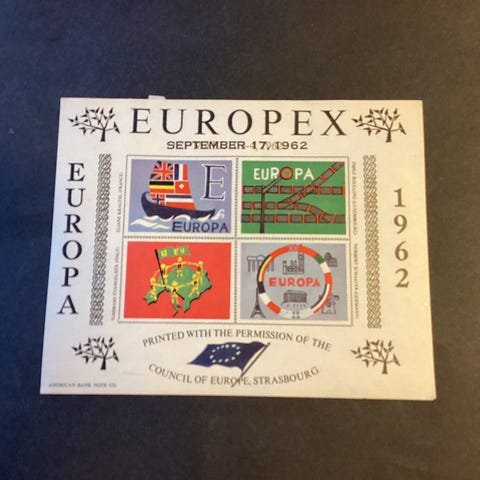 EUROPEX
SEPTEMBER 17, 1962
EUROPA
1962
E
EUROPA
EUROPA
EUROPA
PRINTED WITH THE PERMISSION OF THE
COUNCIL OF EUROPE, STRASBOURG
AMERICAN BANK NOTE CO.